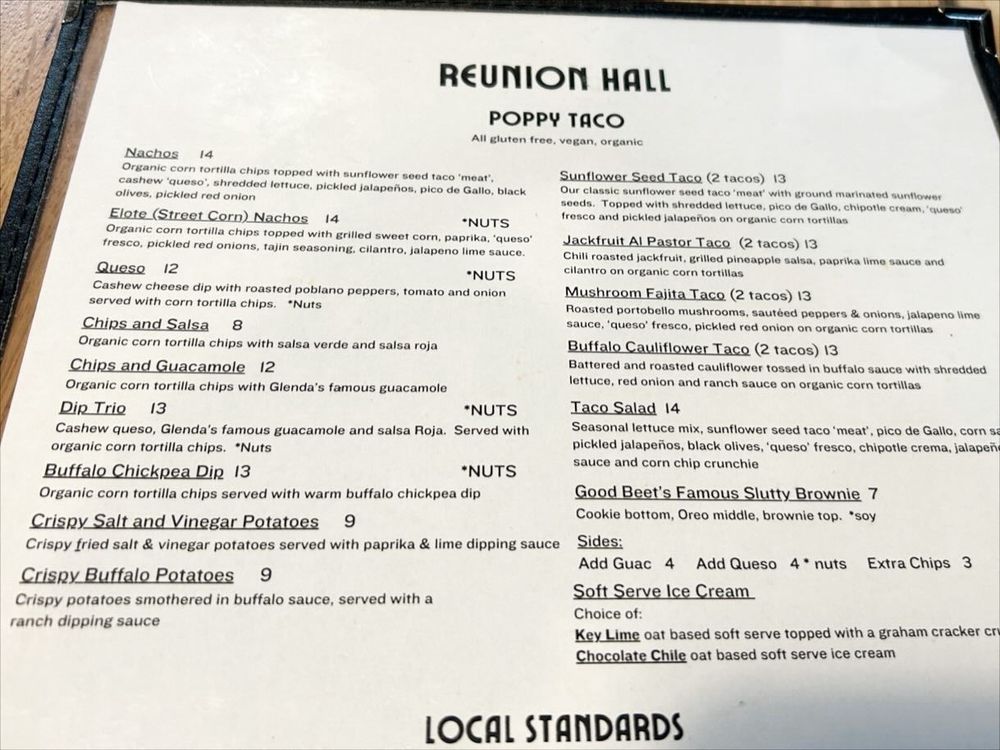 REUNION HALL
POPPY TACO
All gluten free, vegan, organic
Nachos 14
Organic corn tortilla chips topped with sunflower seed taco 'meat',
cashew 'queso', shredded lettuce, pickled jalapeños, pico de Gallo, black
olives, pickled red onion
Elote (Street Corn) Nachos 14 *NUTS
Organic corn tortilla chips topped with grilled sweet corn, paprika, 'queso'
fresco, pickled red onions, tajin seasoning, cilantro, jalapeno lime sauce.
Queso 12 *NUTS
Cashew cheese dip with roasted poblano peppers, tomato and onion
served with corn tortilla chips. *Nuts
Chips and Salsa 8
Organic corn tortilla chips with salsa verde and salsa roja
Chips and Guacamole 12
Organic corn tortilla chips with Glenda's famous guacamole
Dip Trio 13 *NUTS
Cashew queso, Glenda's famous guacamole and salsa Roja. Served with
organic corn tortilla chips. *Nuts
Buffalo Chickpea Dip 13 *NUTS
Organic corn tortilla chips served with warm buffalo chickpea dip
Crispy Salt and Vinegar Potatoes 9
Crispy fried salt & vinegar potatoes served with paprika & lime dipping sauce
Crispy Buffalo Potatoes 9
Crispy potatoes smothered in buffalo sauce, served with a
ranch dipping sauce
Sunflower Seed Taco (2 tacos) 13
Our classic sunflower seed taco 'meat' with ground marinated sunflower
seeds. Topped with shredded lettuce, pico de Gallo, chipotle cream, 'queso'
fresco and pickled jalapeños on organic corn tortillas
Jackfruit Al Pastor Taco (2 tacos) 13
Chili roasted jackfruit, grilled pineapple salsa, paprika lime sauce and
cilantro on organic corn tortillas
Mushroom Fajita Taco (2 tacos) 13
Roasted portobello mushrooms, sautéed peppers & onions, jalapeno lime
sauce, 'queso' fresco, pickled red onion on organic corn tortillas
Buffalo Cauliflower Taco (2 tacos) 13
Battered and roasted cauliflower tossed in buffalo sauce with shredded
lettuce, red onion and ranch sauce on organic corn tortillas
Taco Salad 14
Seasonal lettuce mix, sunflower seed taco 'meat', pico de Gallo, corn
pickled jalapeños, black olives, 'queso' fresco, chipotle crema,
sauce and corn chip crunchie
Good Beet's Famous Slutty Brownie 7
Cookie bottom, Oreo middle, brownie top. *soy
Sides:
Add Guac 4 Add Queso 4 * nuts Extra Chips 3
Soft Serve Ice Cream
Choice of:
Key Lime oat based soft serve topped with a graham cracker
Chocolate Chile oat based soft serve ice cream
LOCAL STANDARDS